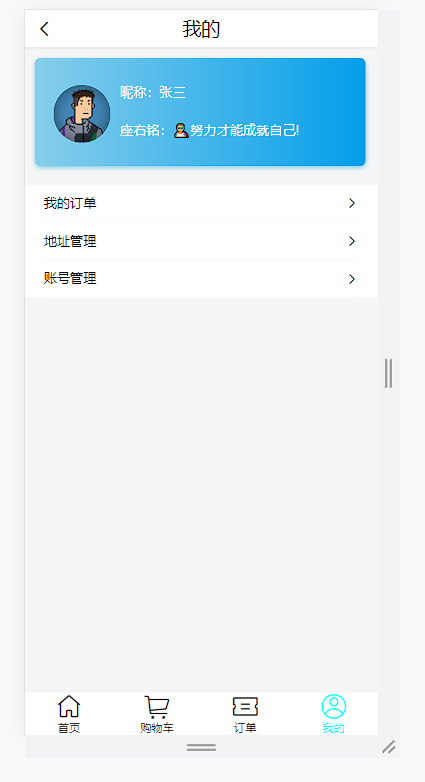 我的
昵称：张三
座右铭：🦸努力才能成就自己!
我的订单
地址管理
账号管理
首页 购物车 订单 我的